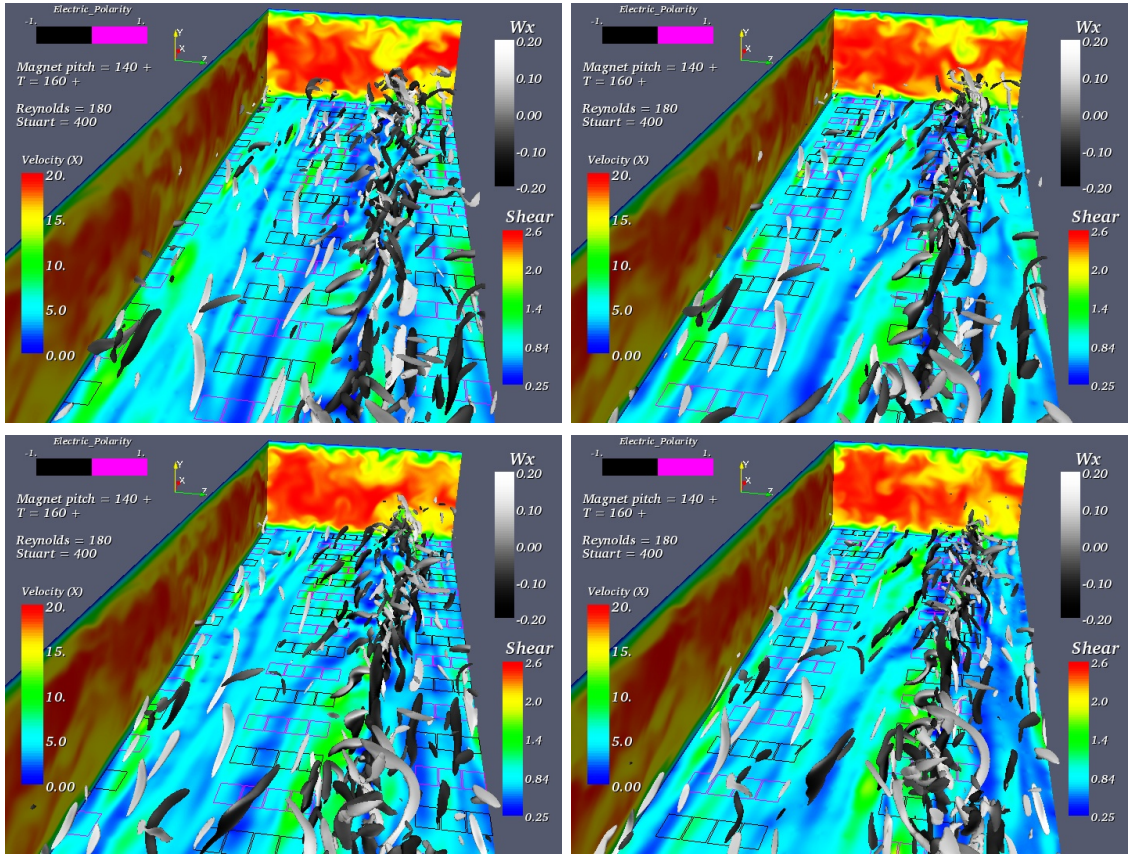 Electric_Polarity
-1. 1.
Magnet pitch = 140 +
T = 160 +
Reynolds = 180
Stuart = 400
Velocity (X)
20.
15.
10.
5.0
0.00
Y
X
Z
Wx
0.20
0.10
0.00
-0.10
-0.20
Shear
2.6
2.0
1.4
0.84
0.25
Electric_Polarity
-1. 1.
Magnet pitch = 140 +
T = 160 +
Reynolds = 180
Stuart = 400
Velocity (X)
20.
15.
10.
5.0
0.00
Y
X
Z
Wx
0.20
0.10
0.00
-0.10
-0.20
Shear
2.6
2.0
1.4
0.84
0.25
Electric_Polarity
-1. 1.
Magnet pitch = 140 +
T = 160 +
Reynolds = 180
Stuart = 400
Velocity (X)
20.
15.
10.
5.0
0.00
Y
X
Z
Wx
0.20
0.10
0.00
-0.10
-0.20
Shear
2.6
2.0
1.4
0.84
0.25
Electric_Polarity
-1. 1.
Magnet pitch = 140 +
T = 160 +
Reynolds = 180
Stuart = 400
Velocity (X)
20.
15.
10.
5.0
0.00
Y
X
Z
Wx
0.20
0.10
0.00
-0.10
-0.20
Shear
2.6
2.0
1.4
0.84
0.25